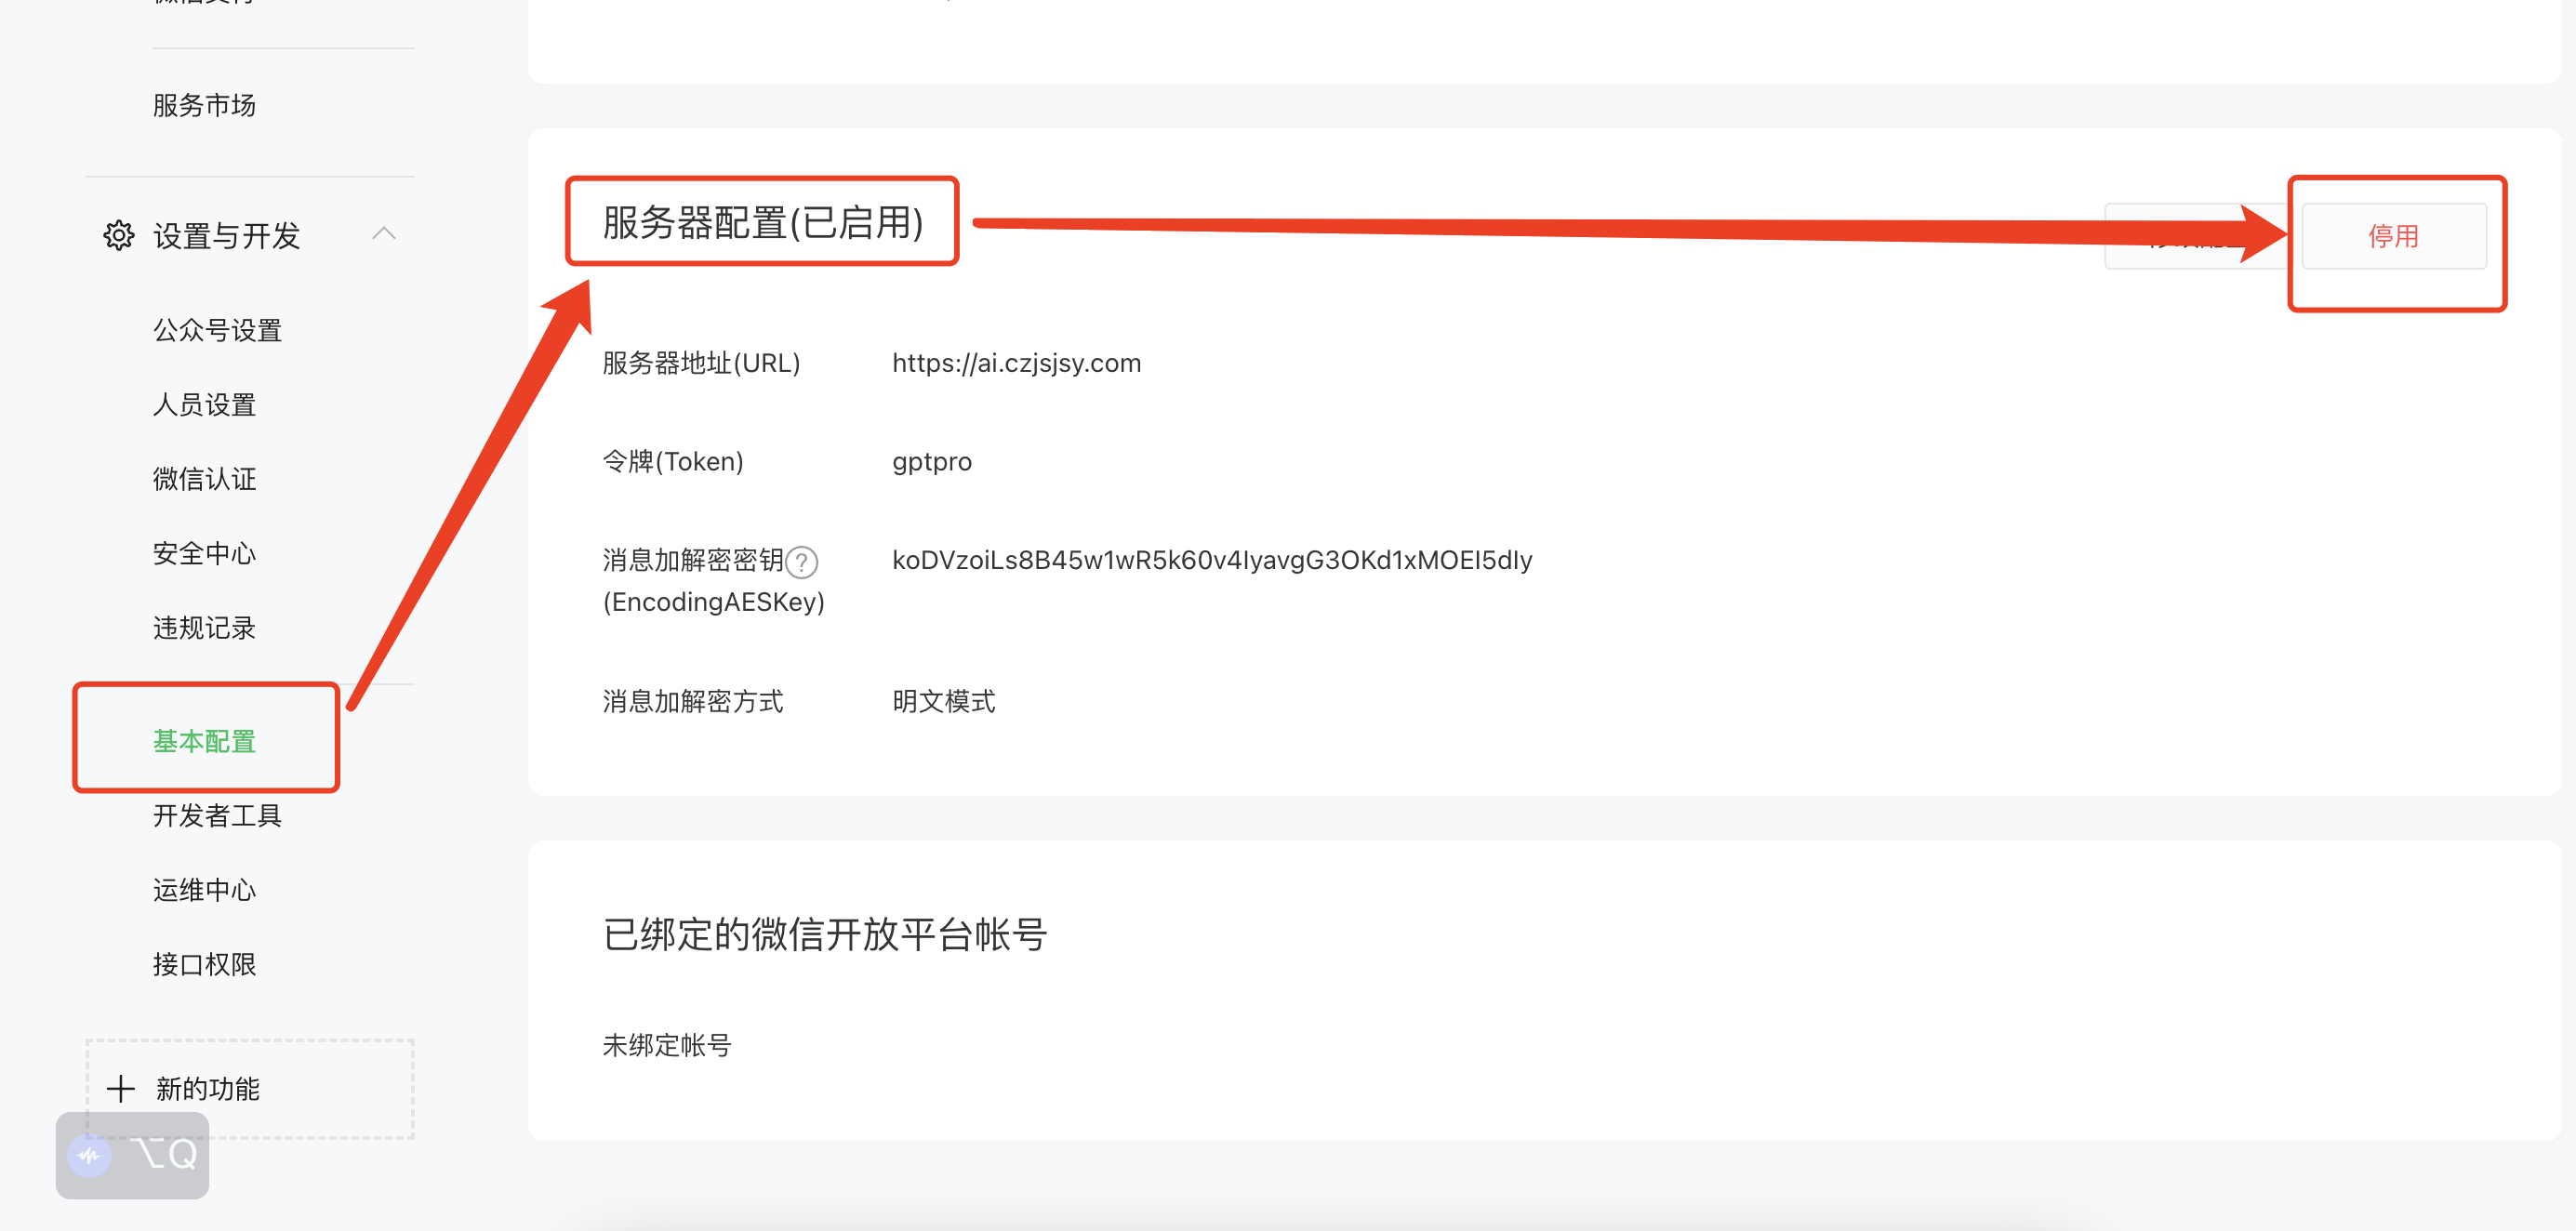 服务市场
设置与开发
公众号设置
人员设置
微信认证
安全中心
违规记录
基本配置
开发者工具
运维中心
接口权限
新的功能
⌥Q
服务器配置(已启用)
停用
服务器地址(URL) https://ai.czjsjsy.com
令牌(Token) gptpro
消息加解密密钥? koDVzoiLs8B45w1wR5k60v4IyavgG3OKd1xMOEI5dIy
(EncodingAESKey)
消息加解密方式 明文模式
已绑定的微信开放平台帐号
未绑定帐号